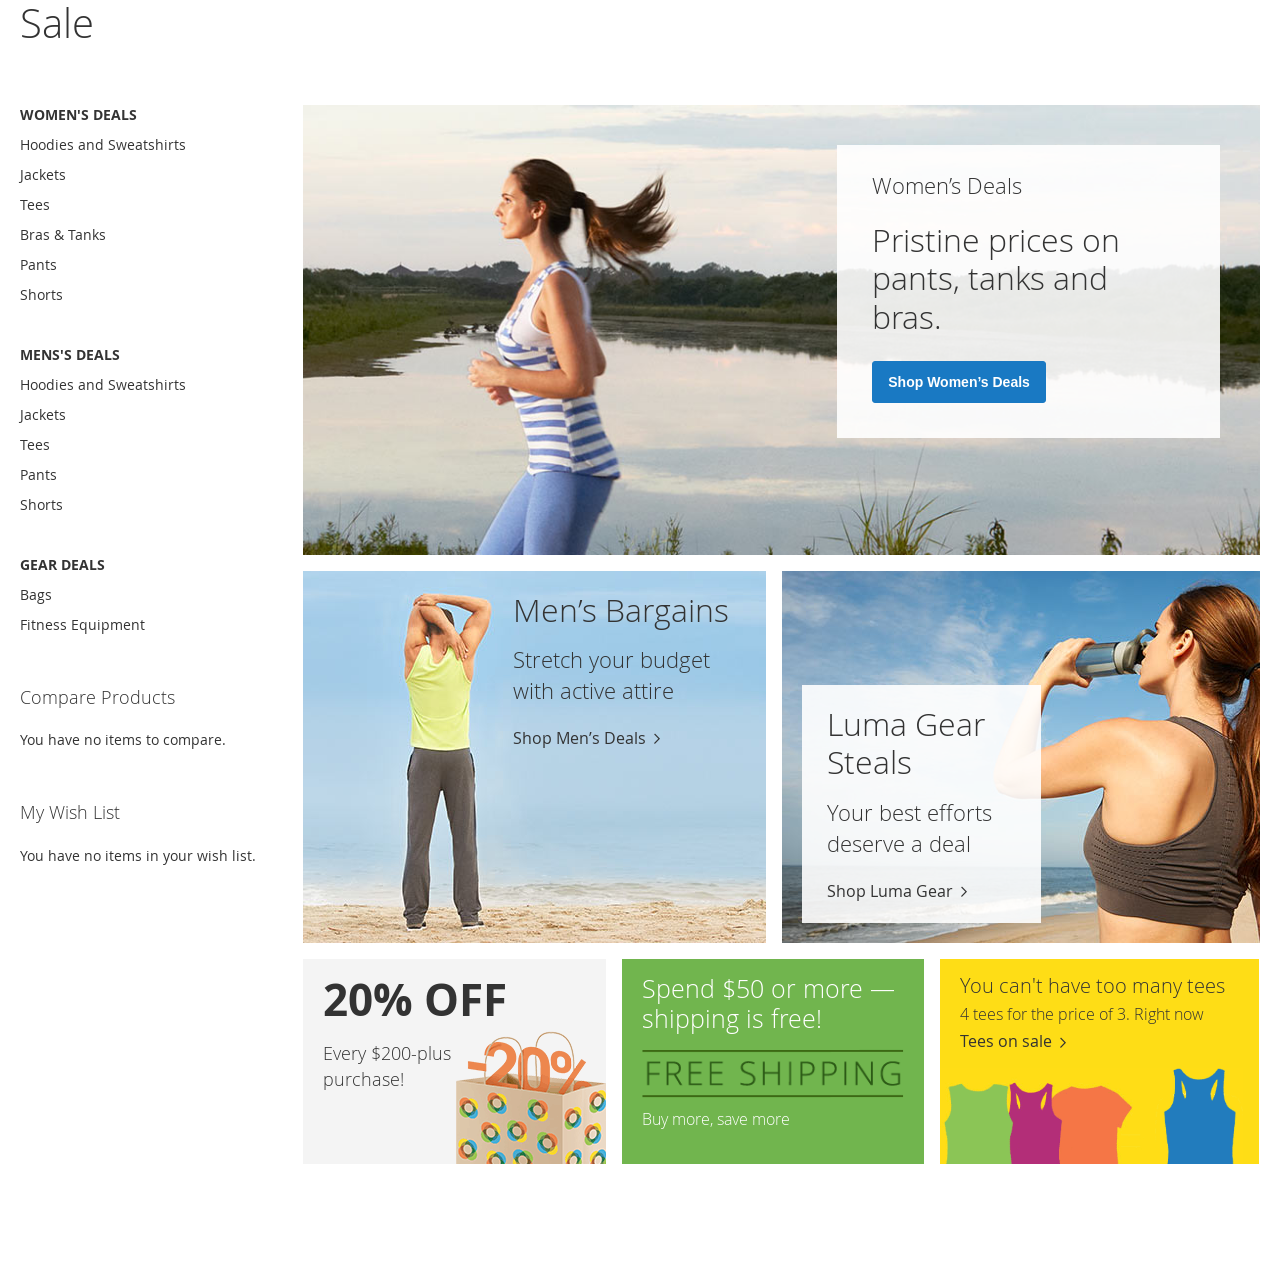 Sale
WOMEN'S DEALS
Hoodies and Sweatshirts
Jackets
Tees
Bras & Tanks
Pants
Shorts
MENS'S DEALS
Hoodies and Sweatshirts
Jackets
Tees
Pants
Shorts
GEAR DEALS
Bags
Fitness Equipment
Compare Products
You have no items to compare.
My Wish List
You have no items in your wish list.
Women’s Deals
Pristine prices on
pants, tanks and
bras.
Shop Women’s Deals
Men’s Bargains
Stretch your budget
with active attire
Shop Men’s Deals
Luma Gear
Steals
Your best efforts
deserve a deal
Shop Luma Gear
20% OFF
Every $200-plus
purchase!
-20%
Spend $50 or more —
shipping is free!
FREE SHIPPING
Buy more, save more
You can't have too many tees
4 tees for the price of 3. Right now
Tees on sale